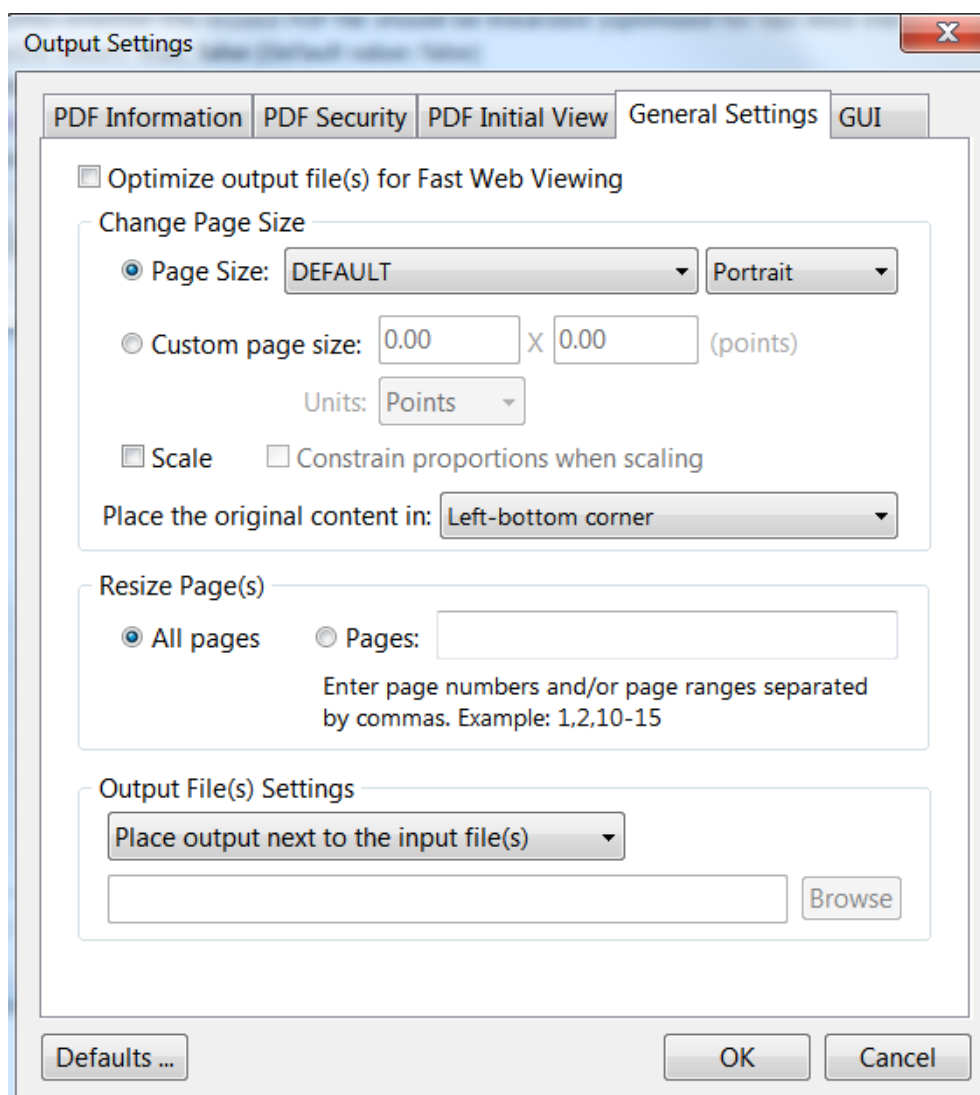 Output Settings
PDF Information PDF Security PDF Initial View General Settings GUI
Optimize output file(s) for Fast Web Viewing
Change Page Size
Page Size: DEFAULT Portrait
Custom page size: 0.00 X 0.00 (points)
Units: Points
Scale Constrain proportions when scaling
Place the original content in: Left-bottom corner
Resize Page(s)
All pages Pages:
Enter page numbers and/or page ranges separated
by commas. Example: 1,2,10-15
Output File(s) Settings
Place output next to the input file(s)
Browse
Defaults ... OK Cancel